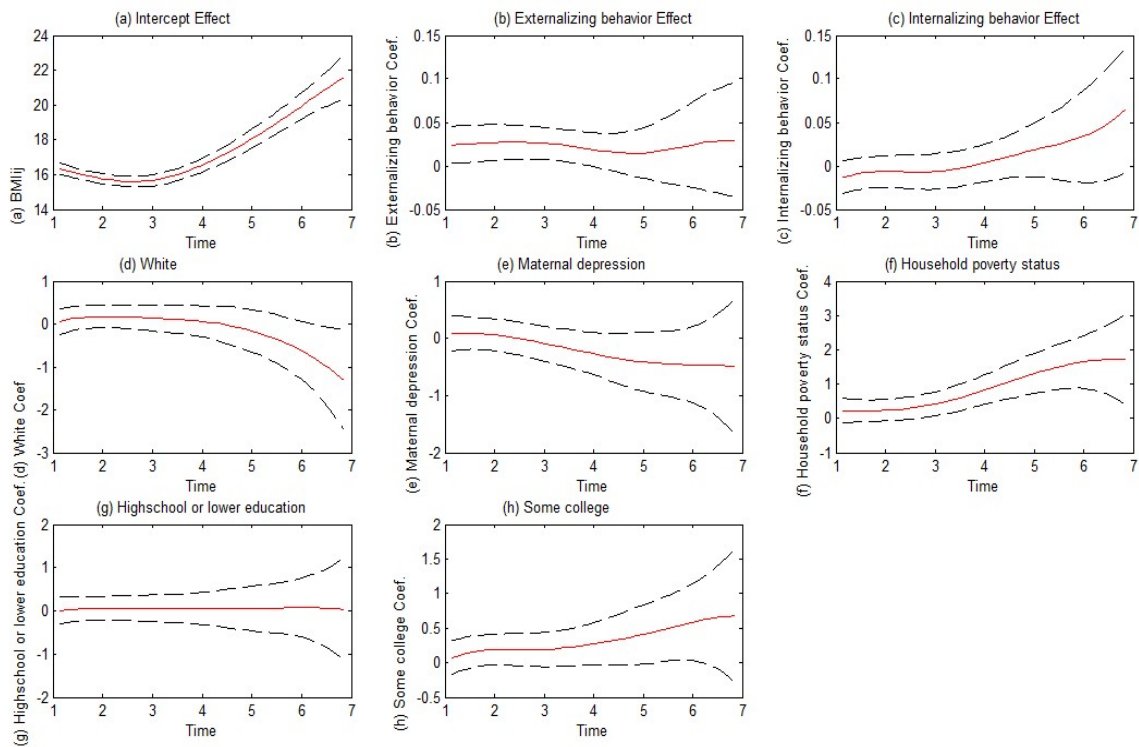 (a) Intercept Effect
(a) BMIij
24
22
20
18
16
14
1 2 3 4 5 6 7
Time
(b) Externalizing behavior Effect
(b) Externalizing behavior Coef.
0.15
0.1
0.05
0
-0.05
1 2 3 4 5 6 7
Time
(c) Internalizing behavior Effect
(c) Internalizing behavior Coef.
0.15
0.1
0.05
0
-0.05
1 2 3 4 5 6 7
Time
(d) White
(d) White Coef
1
0
-1
-2
-3
1 2 3 4 5 6 7
Time
(e) Maternal depression
(e) Maternal depression Coef.
1
0
-1
-2
1 2 3 4 5 6 7
Time
(f) Household poverty status
(f) Household poverty status Coef.
4
3
2
1
0
-1
1 2 3 4 5 6 7
Time
(g) Highschool or lower education
(g) Highschool or lower education Coef.
2
1
0
-1
-2
1 2 3 4 5 6 7
Time
(h) Some college
(h) Some college Coef.
2
1.5
1
0.5
0
-0.5
1 2 3 4 5 6 7
Time